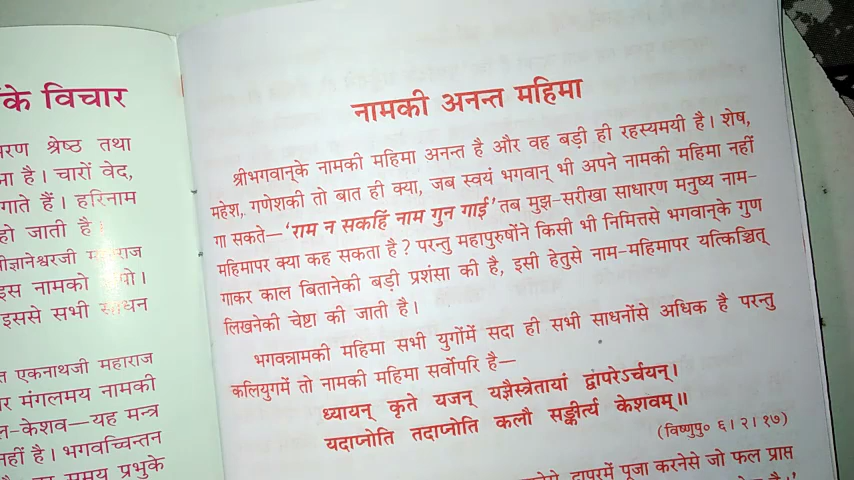 के विचार
श्रेष्ठ तथा
है। चारों वेद,
गाते हैं। हरिनाम
हो जाती है
इस नामको
इससे सभी
एकनाथजी महाराज
मंगलमय नामकी
केशव—यह मन्त्र
नहीं है। भगवच्चिन्तन
समय प्रभुके
नामकी अनन्त महिमा
श्रीभगवान्‌के नामकी महिमा अनन्त है और वह बड़ी ही रहस्यमयी है। शेष,
महेश, गणेशकी तो बात ही क्या, जब स्वयं भगवान् भी अपने नामकी महिमा नहीं
गा सकते—‘राम न सकहिं नाम गुन गाई’ तब मुझ-सरीखा साधारण मनुष्य नाम-
महिमापर क्या कह सकता है? परन्तु महापुरुषोंने किसी भी निमित्तसे भगवान्‌के गुण
गाकर काल बितानेकी बड़ी प्रशंसा की है, इसी हेतुसे नाम-महिमापर यत्किञ्चित्
लिखनेकी चेष्टा की जाती है।
भगवन्नामकी महिमा सभी युगोंमें सदा ही सभी साधनोंसे अधिक है परन्तु
कलियुगमें तो नामकी महिमा सर्वोपरि है—
ध्यायन् कृते यजन् यज्ञैस्त्रेतायां द्वापरेऽर्चयन्।
यदाप्नोति तदाप्नोति कलौ सङ्कीर्त्य केशवम्॥
(विष्णुपु० ६।२।१७)
द्वापरमें पूजा करनेसे जो फल प्राप्त